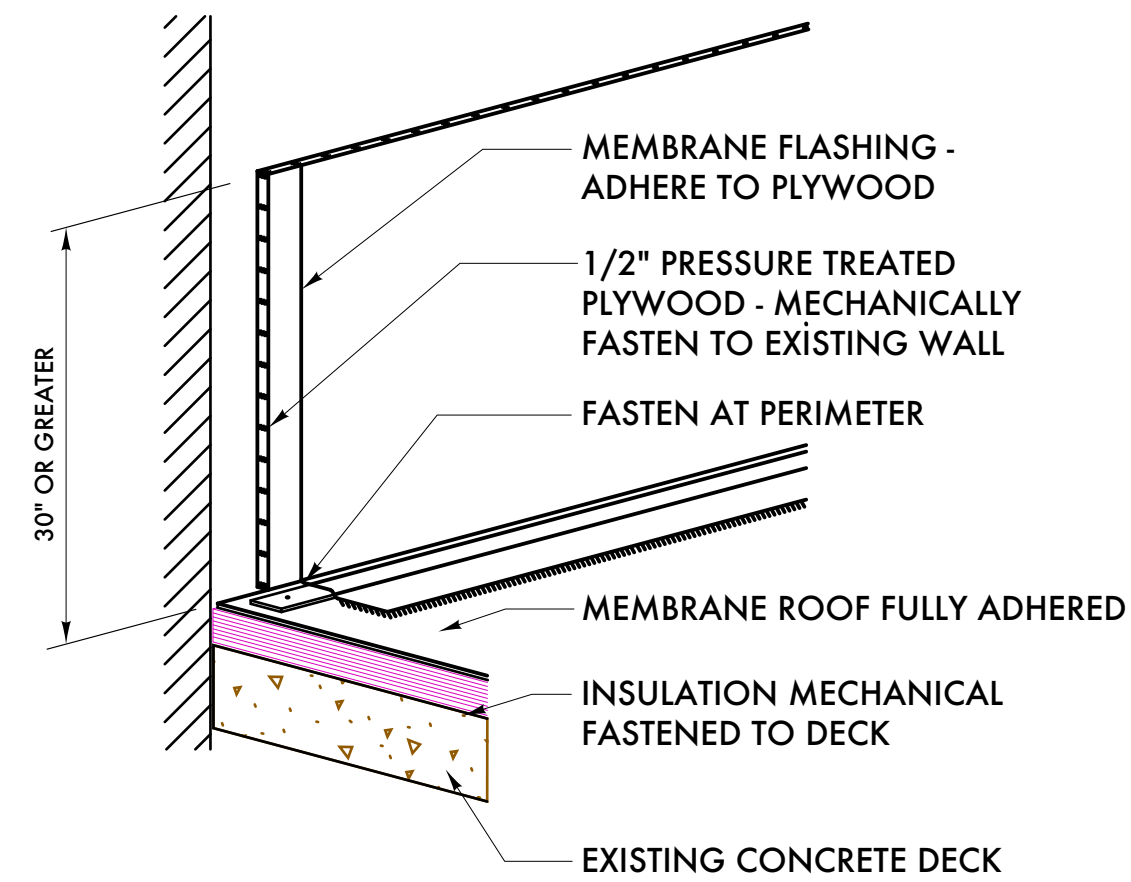 MEMBRANE FLASHING -
ADHERE TO PLYWOOD
1/2" PRESSURE TREATED
PLYWOOD - MECHANICALLY
FASTEN TO EXISTING WALL
30" OR GREATER
FASTEN AT PERIMETER
MEMBRANE ROOF FULLY ADHERED
INSULATION MECHANICAL
FASTENED TO DECK
EXISTING CONCRETE DECK